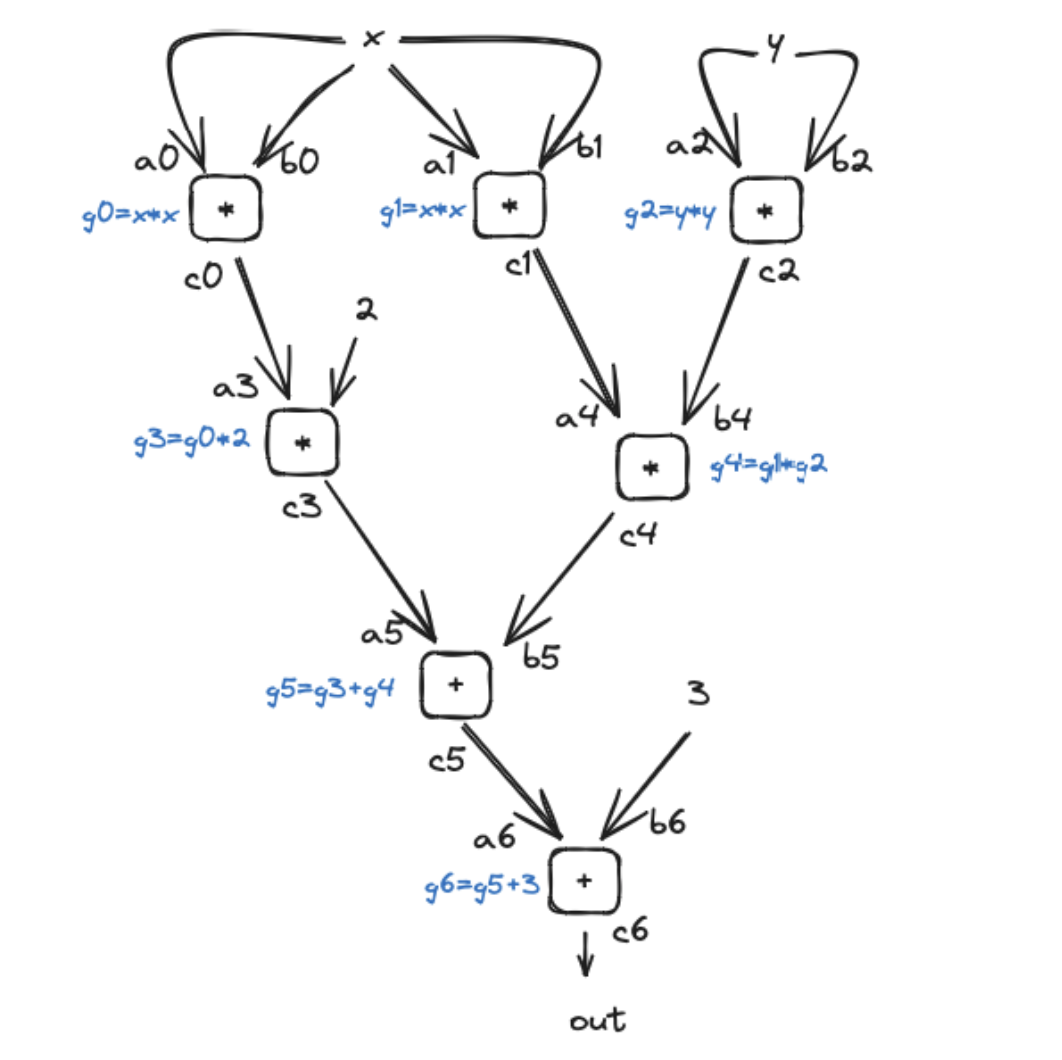 x
y
a0
b0
a1
b1
a2
b2
g0=x*x
*
g1=x*x
*
g2=y*y
*
c0
c1
c2
2
a3
a4
b4
g3=g0*2
*
*
g4=g1*g2
c3
c4
a5
b5
g5=g3+g4
+
3
c5
a6
b6
g6=g5+3
+
c6
out